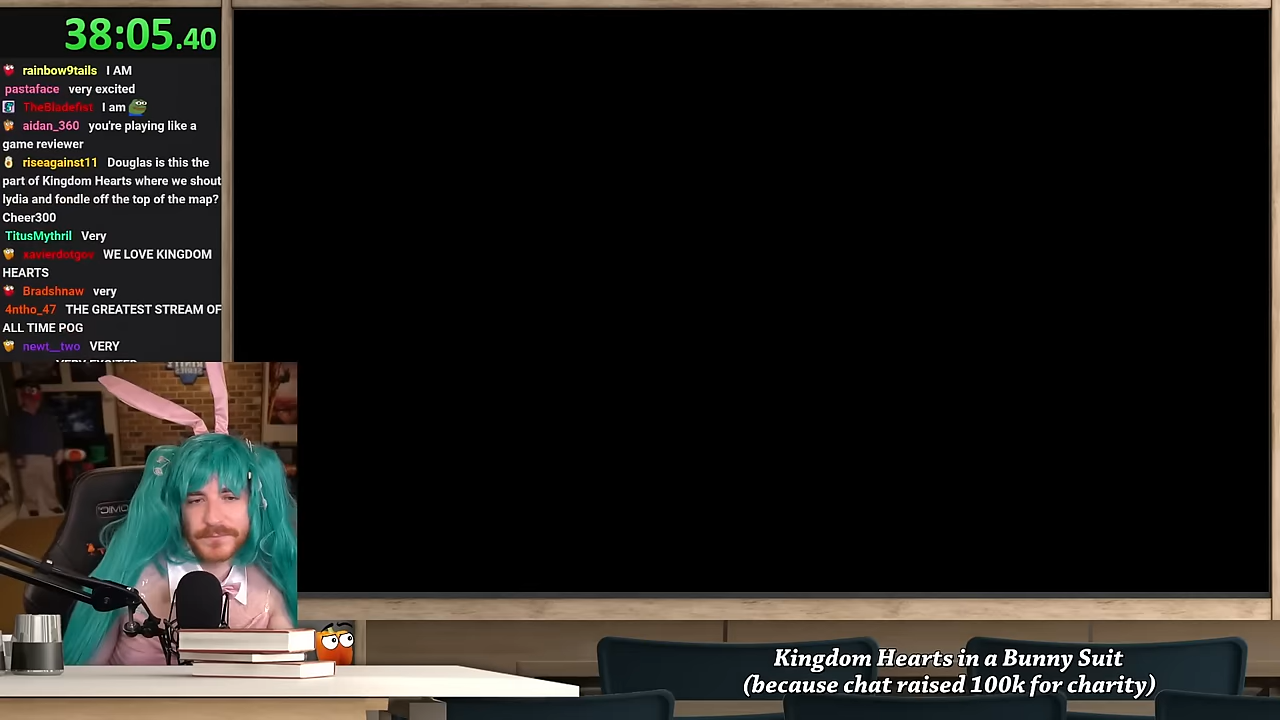 38:05.40
rainbow9tails I AM
pastaface very excited
TheBladefist I am
aidan_360 you're playing like a
game reviewer
riseagainst11 Douglas is this the
part of Kingdom Hearts where we shout
lydia and fondle off the top of the map?
Cheer300
TitusMythril Very
xavierdotgov WE LOVE KINGDOM
HEARTS
Bradshnaw very
4ntho_47 THE GREATEST STREAM OF
ALL TIME POG
newt__two VERY
Kingdom Hearts in a Bunny Suit
(because chat raised 100k for charity)